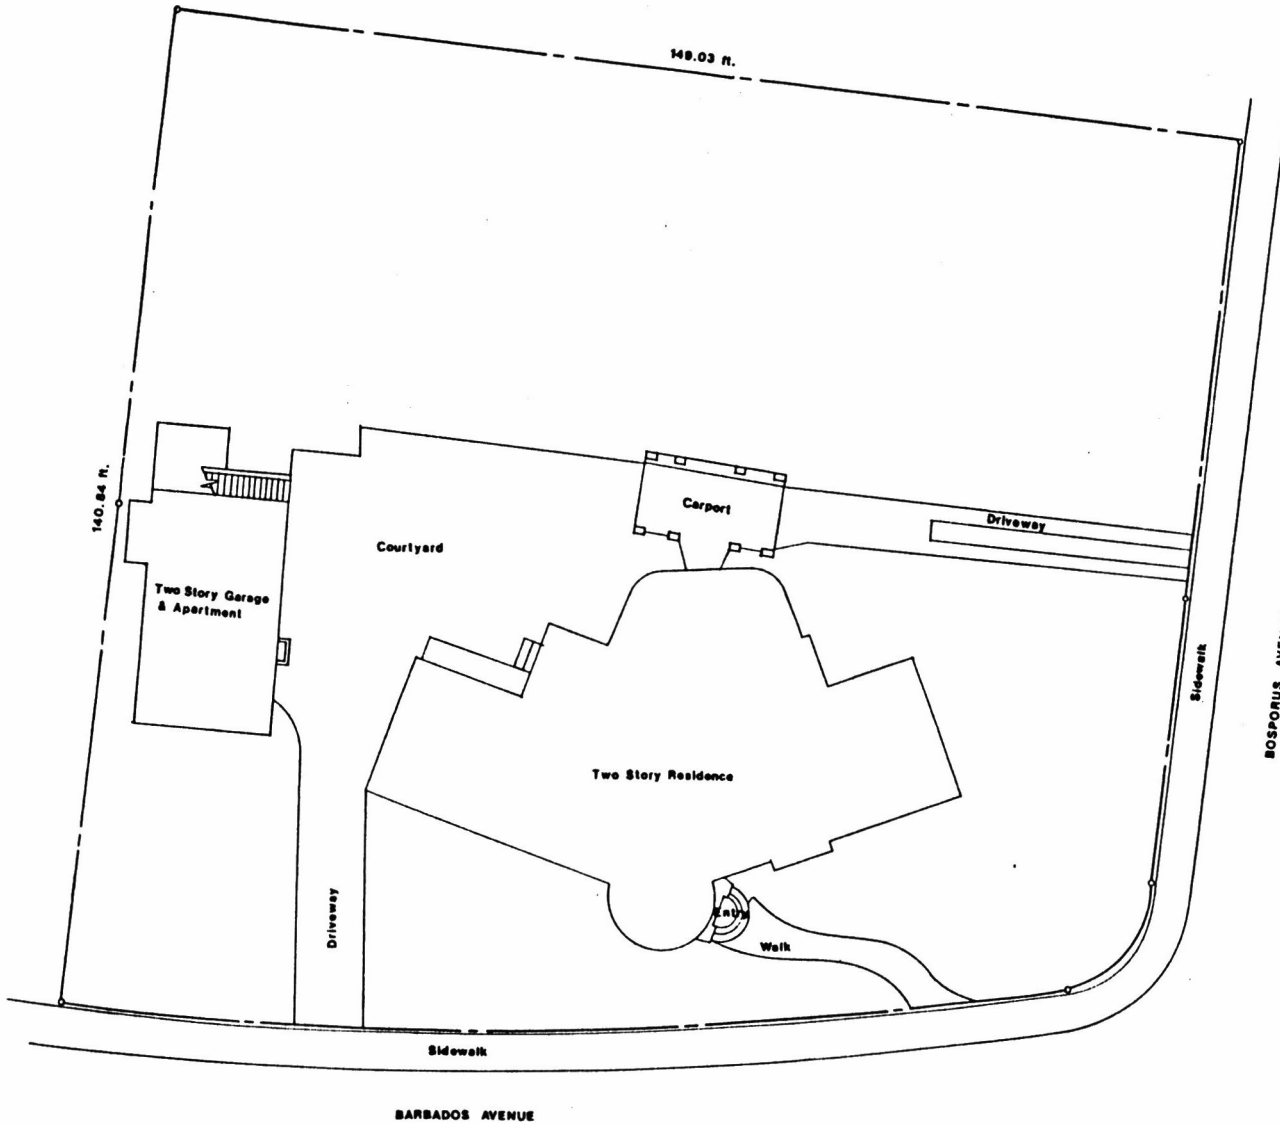 149.03 ft.
140.84 ft.
Carport
Driveway
Courtyard
Two Story Garage
& Apartment
Sidewalk
BOSPORUS
Two Story Residence
Driveway
Entry
Walk
Sidewalk
BARBADOS AVENUE